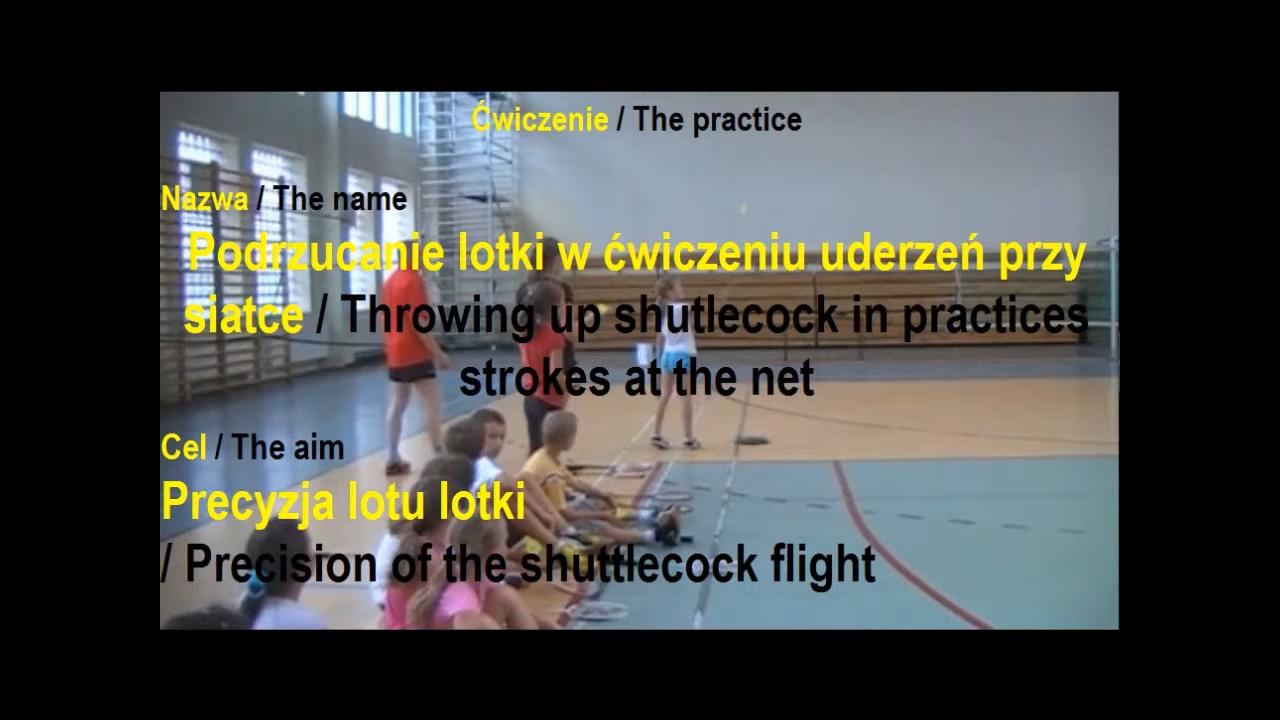 Ćwiczenie / The practice
Nazwa / The name
Podrzucanie lotki w ćwiczeniu uderzeń przy
siatce / Throwing up shutlecock in practices
strokes at the net
Cel / The aim
Precyzja lotu lotki
/ Precision of the shuttlecock flight